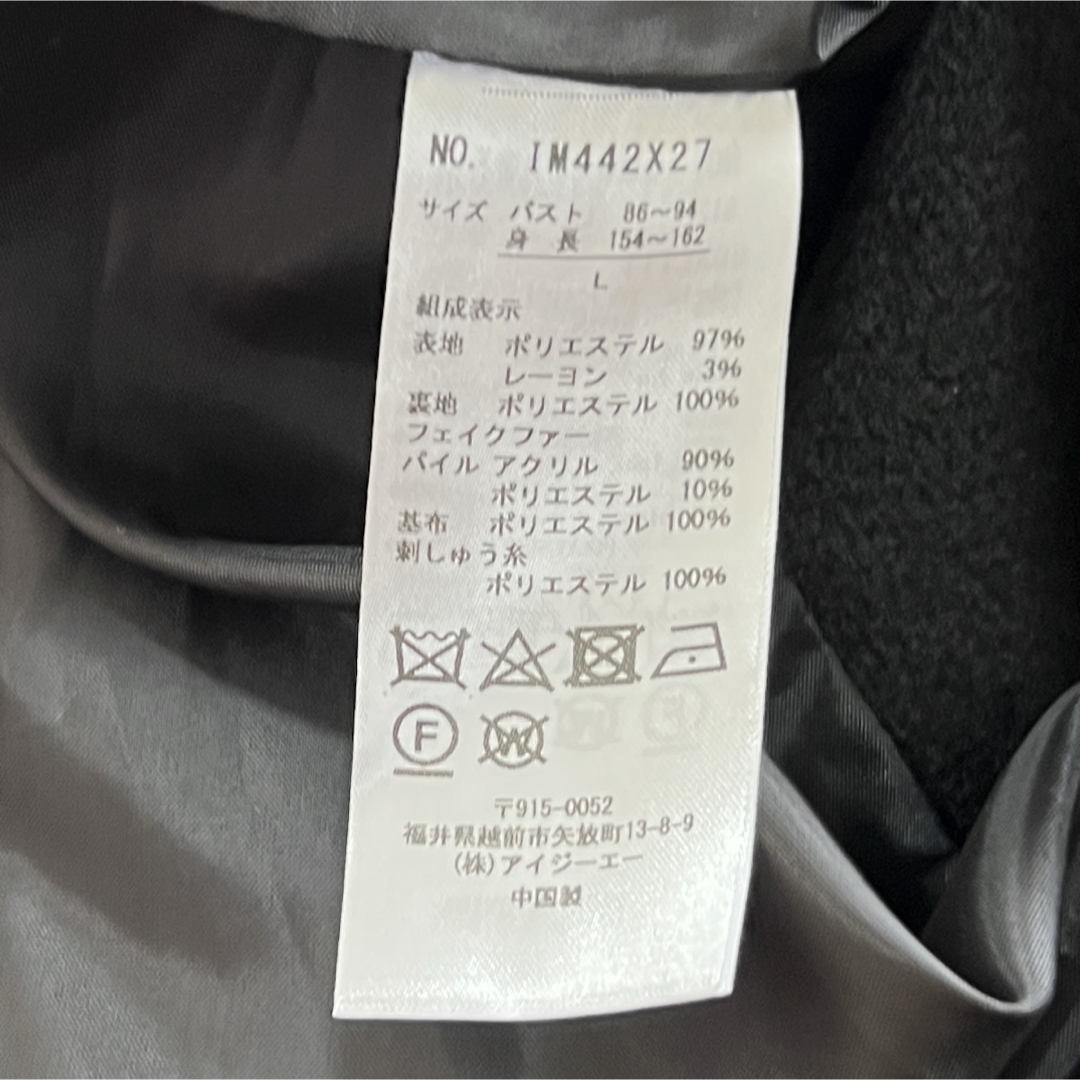 NO. IM442X27
サイズ バスト 86～94
身 長 154～162
L
組成表示
表地 ポリエステル 97%
レーヨン 3%
裏地 ポリエステル 100%
フェイクファー
パイル アクリル 90%
ポリエステル 10%
基布 ポリエステル 100%
刺しゅう糸
ポリエステル 100%
F W
〒915-0052
福井県越前市矢放町13-8-9
(株)アイジーエー
中国製